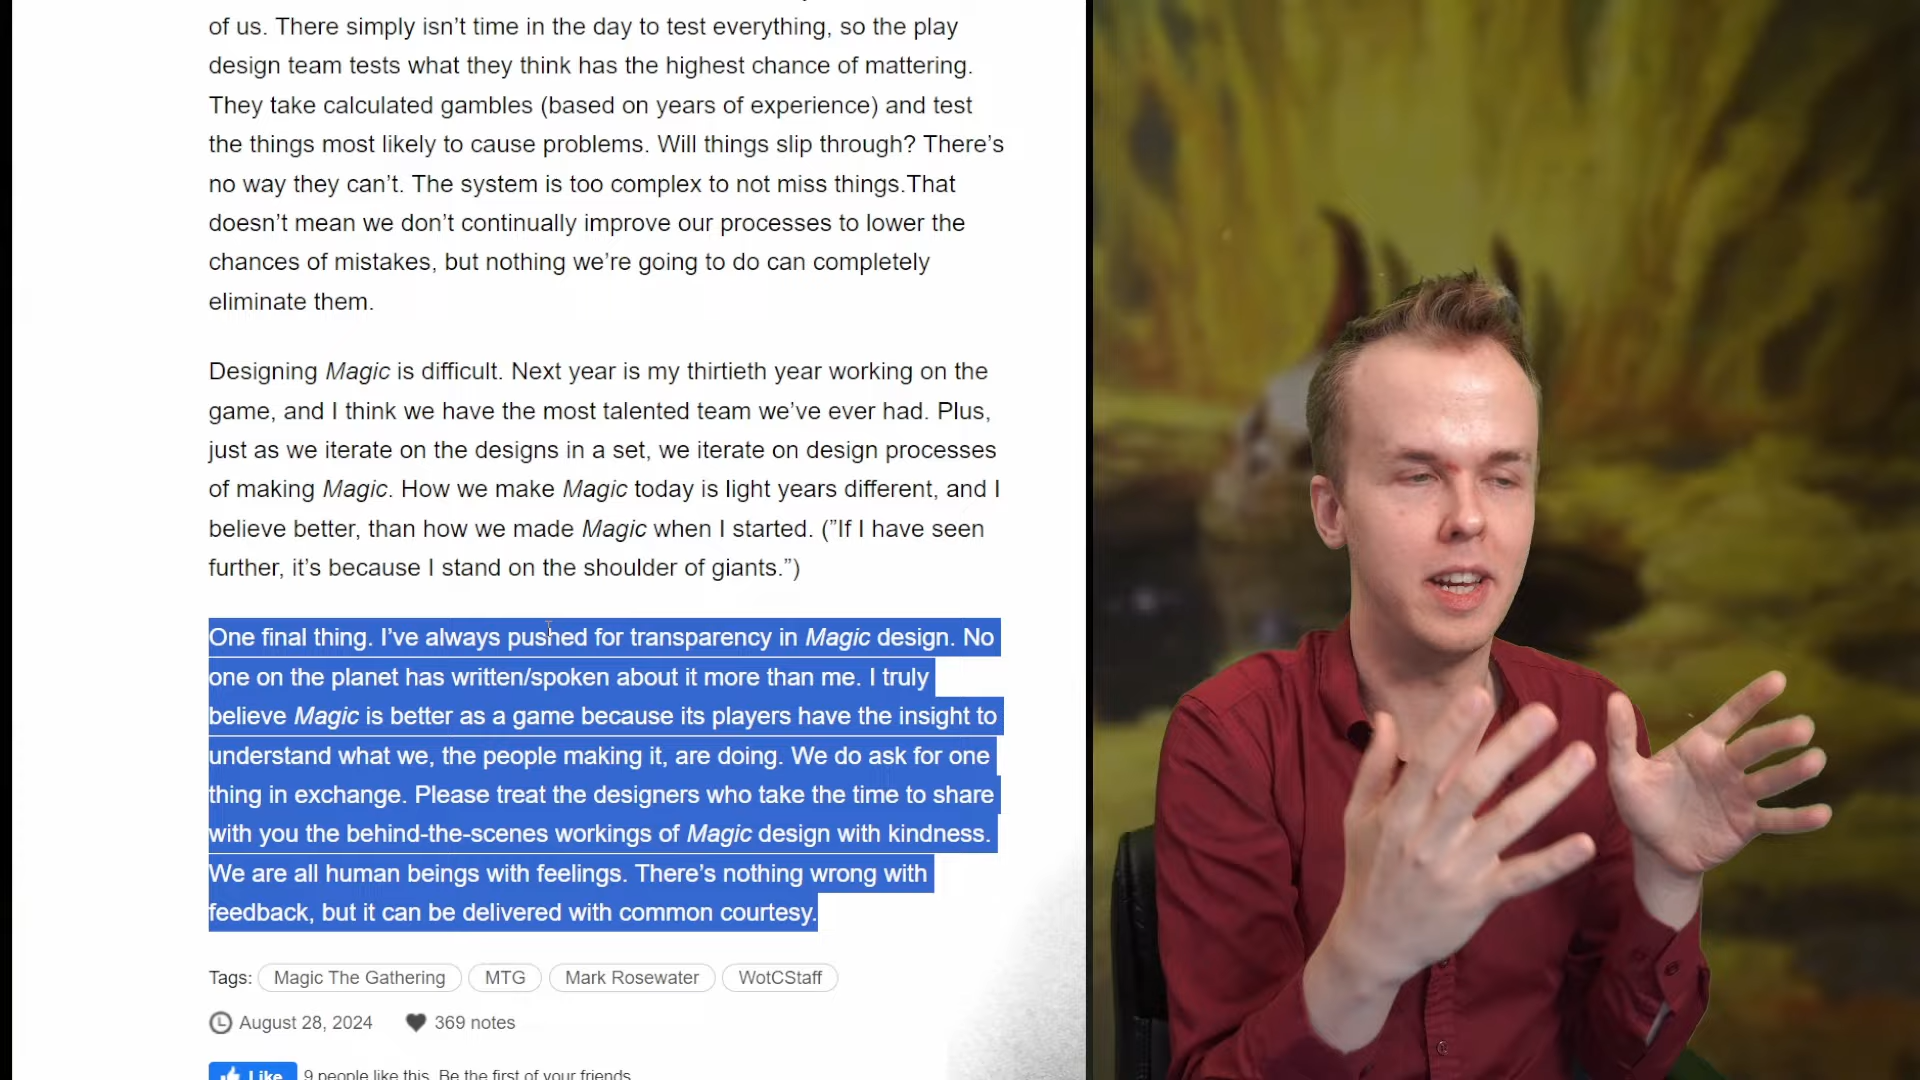 of us. There simply isn’t time in the day to test everything, so the play
design team tests what they think has the highest chance of mattering.
They take calculated gambles (based on years of experience) and test
the things most likely to cause problems. Will things slip through? There’s
no way they can’t. The system is too complex to not miss things.That
doesn’t mean we don’t continually improve our processes to lower the
chances of mistakes, but nothing we’re going to do can completely
eliminate them.
Designing Magic is difficult. Next year is my thirtieth year working on the
game, and I think we have the most talented team we’ve ever had. Plus,
just as we iterate on the designs in a set, we iterate on design processes
of making Magic. How we make Magic today is light years different, and I
believe better, than how we made Magic when I started. (”If I have seen
further, it’s because I stand on the shoulder of giants.”)
One final thing. I’ve always pushed for transparency in Magic design. No
one on the planet has written/spoken about it more than me. I truly
believe Magic is better as a game because its players have the insight to
understand what we, the people making it, are doing. We do ask for one
thing in exchange. Please treat the designers who take the time to share
with you the behind-the-scenes workings of Magic design with kindness.
We are all human beings with feelings. There’s nothing wrong with
feedback, but it can be delivered with common courtesy.
Tags: Magic The Gathering MTG Mark Rosewater WotCStaff
August 28, 2024 369 notes
Like 9 people like this. Be the first of your friends.